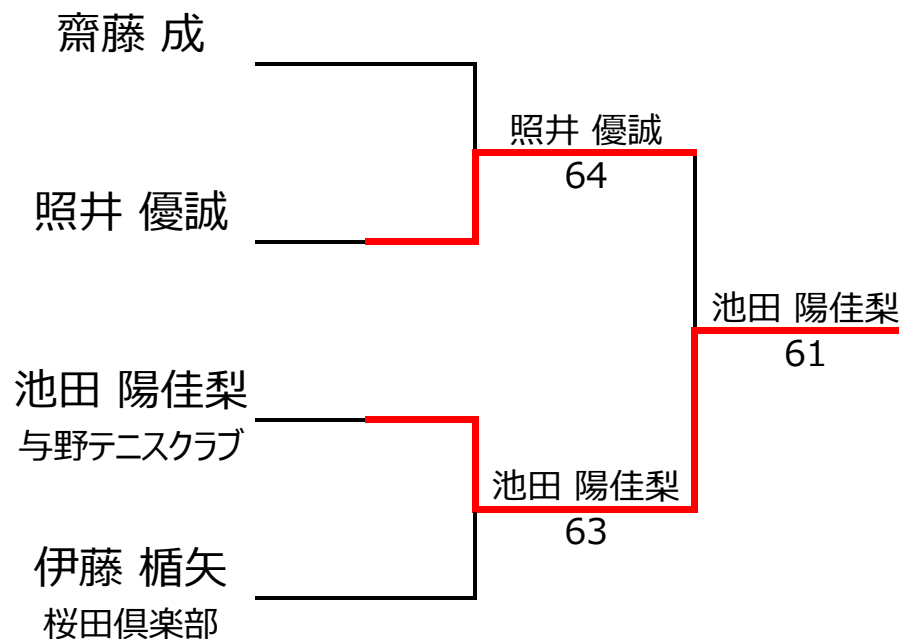 齋藤 成
照井 優誠
64
照井 優誠
池田 陽佳梨
61
池田 陽佳梨
与野テニスクラブ
池田 陽佳梨
63
伊藤 楯矢
桜田倶楽部